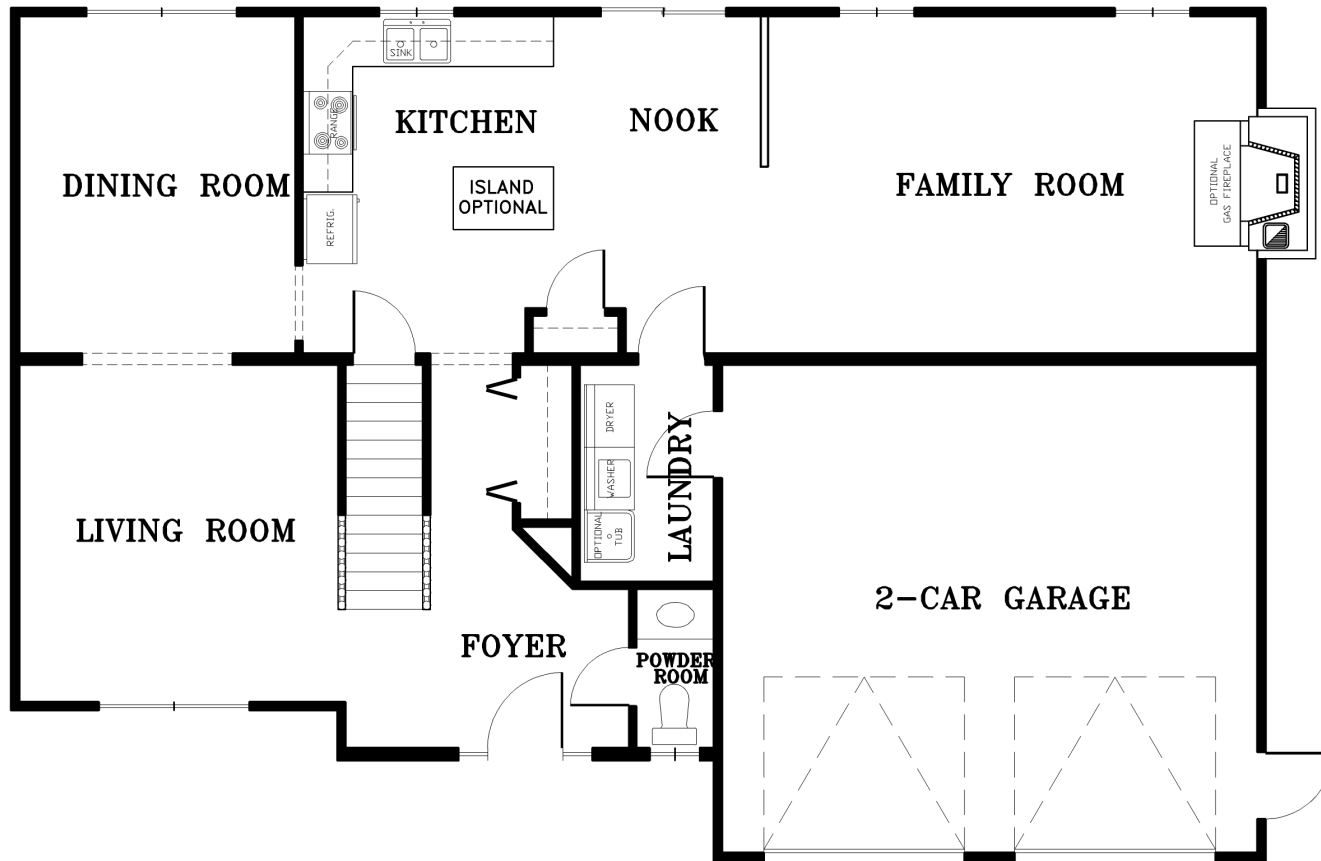 SINK
RANGE
KITCHEN
NOOK
DINING ROOM
ISLAND
OPTIONAL
FAMILY ROOM
OPTIONAL
GAS FIREPLACE
REFRIG.
DRYER
WASHER
OPTIONAL
TUB
LAUNDRY
LIVING ROOM
2-CAR GARAGE
FOYER
POWDER
ROOM